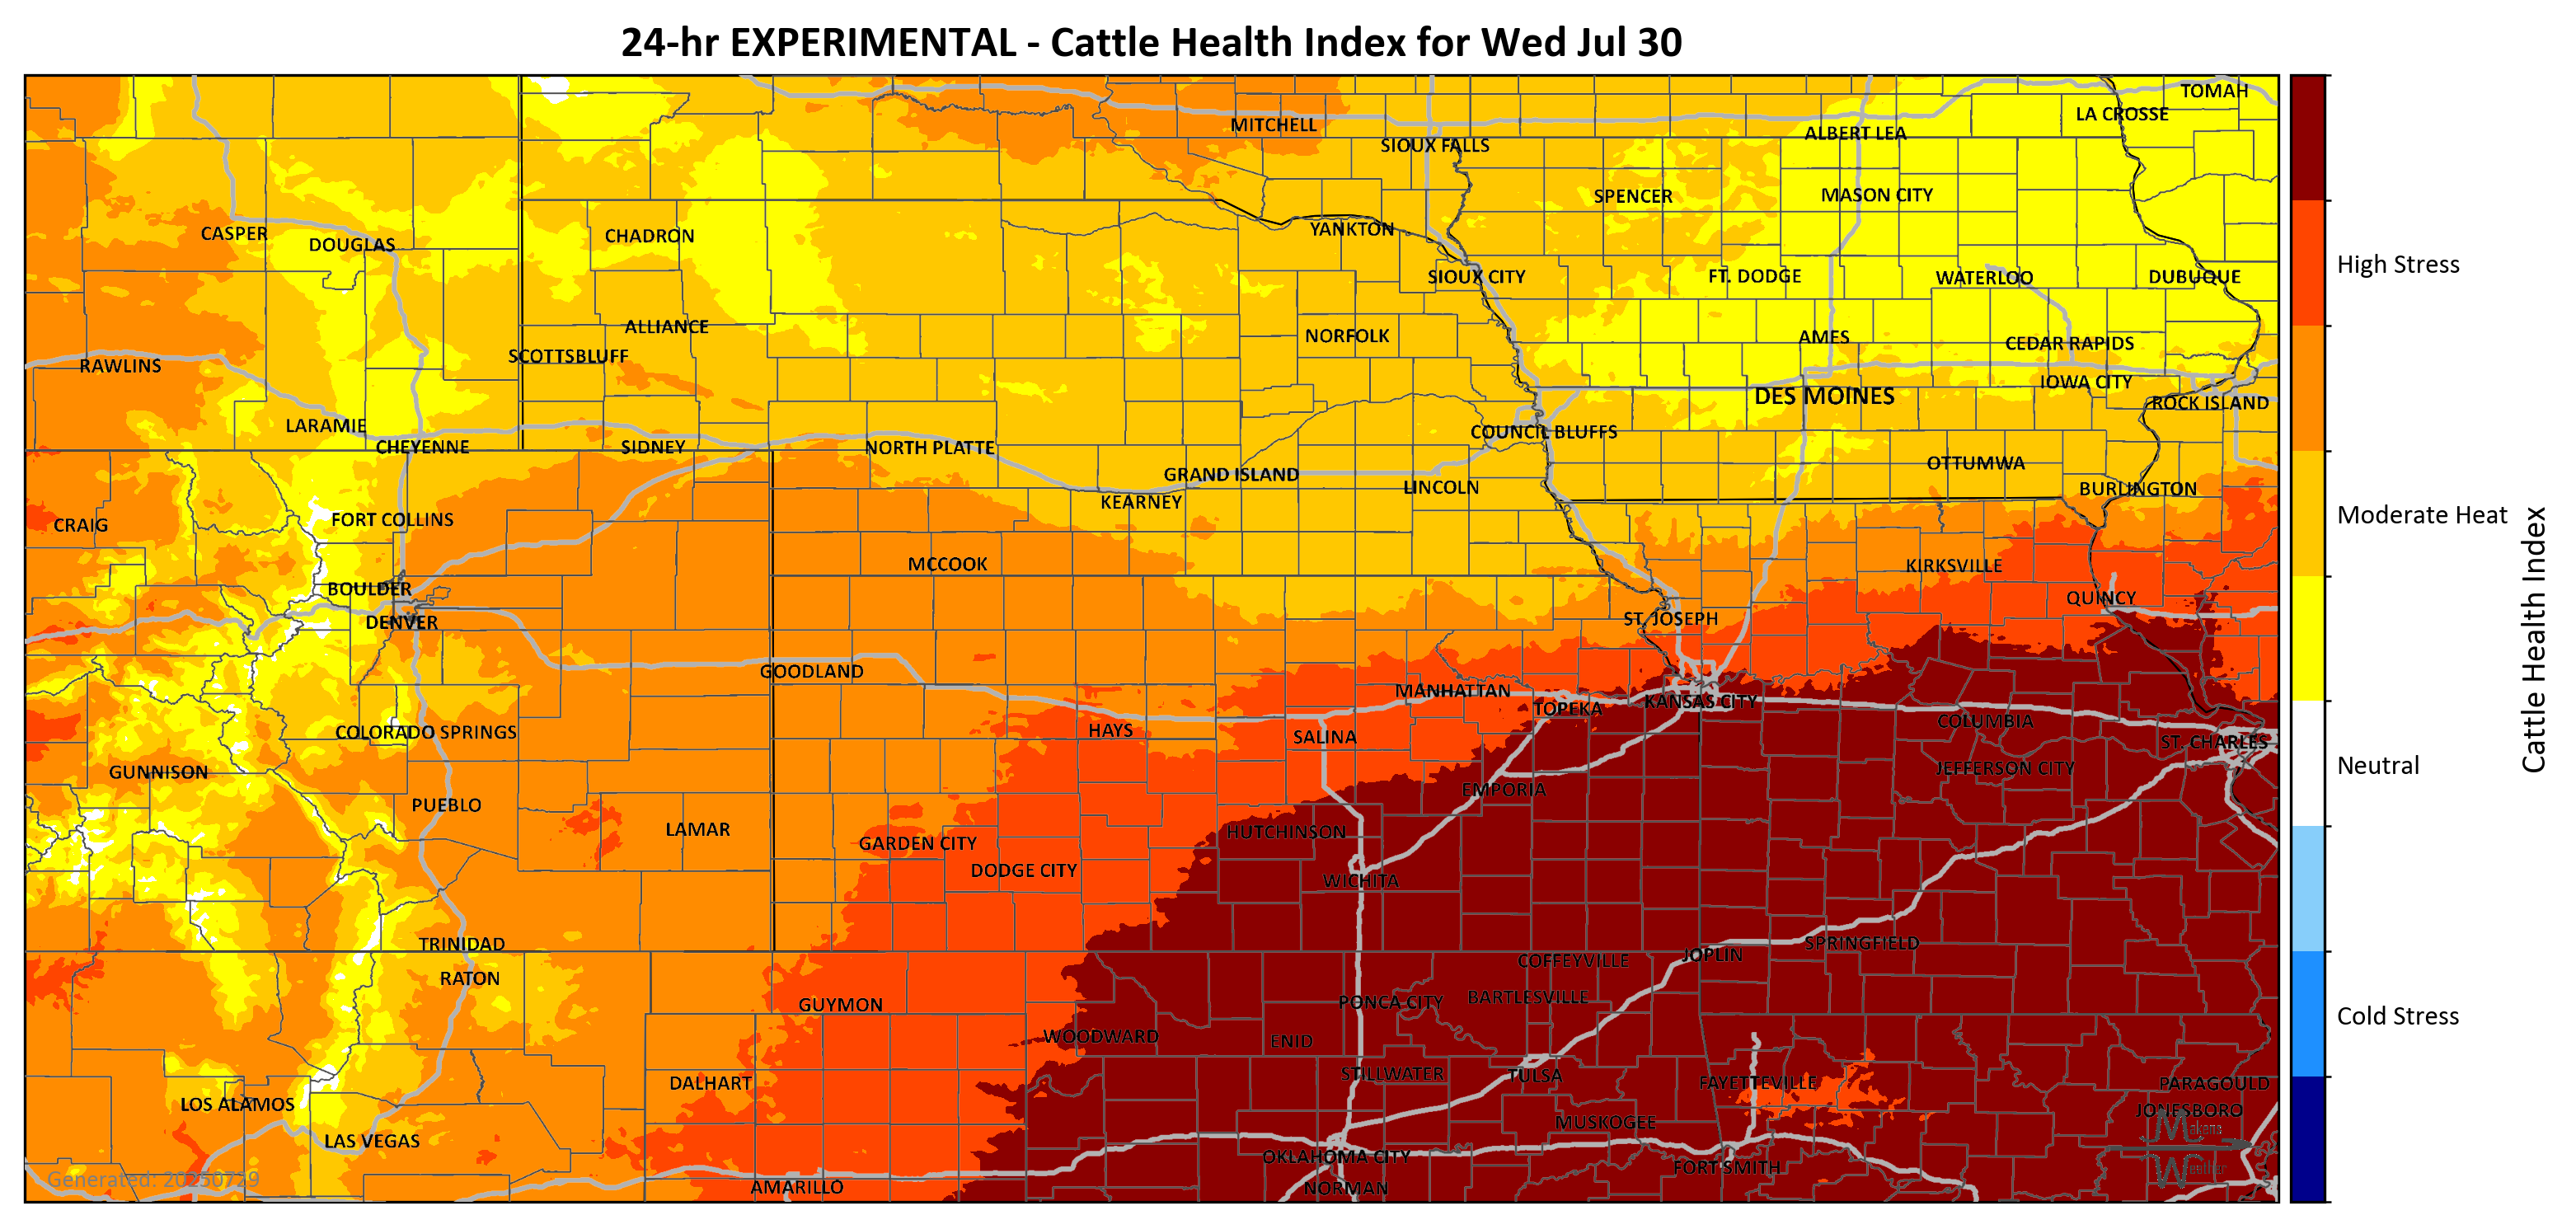 24-hr EXPERIMENTAL - Cattle Health Index for Wed Jul 30
TOMAH
LA CROSSE
MITCHELL
ALBERT LEA
SIOUX FALLS
SPENCER
MASON CITY
CASPER
DOUGLAS
CHADRON
YANKTON
SIOUX CITY
FT. DODGE
WATERLOO
DUBUQUE
High Stress
ALLIANCE
NORFOLK
AMES
CEDAR RAPIDS
SCOTTSBLUFF
RAWLINS
IOWA CITY
DES MOINES
ROCK ISLAND
LARAMIE
CHEYENNE
SIDNEY
NORTH PLATTE
COUNCIL BLUFFS
GRAND ISLAND
OTTUMWA
LINCOLN
BURLINGTON
KEARNEY
Moderate Heat
CRAIG
FORT COLLINS
MCCOOK
KIRKSVILLE
BOULDER
QUINCY
DENVER
ST. JOSEPH
Cattle Health Index
GOODLAND
MANHATTAN
KANSAS CITY
TOPEKA
COLUMBIA
COLORADO SPRINGS
HAYS
SALINA
ST. CHARLES
GUNNISON
JEFFERSON CITY
Neutral
EMPORIA
PUEBLO
LAMAR
HUTCHINSON
GARDEN CITY
DODGE CITY
WICHITA
TRINIDAD
SPRINGFIELD
JOPLIN
COFFEYVILLE
RATON
BARTLESVILLE
PONCA CITY
GUYMON
Cold Stress
WOODWARD
ENID
STILLWATER
TULSA
DALHART
FAYETTEVILLE
PARAGOULD
LOS ALAMOS
JONESBORO
MUSKOGEE
LAS VEGAS
Weather
OKLAHOMA CITY
FORT SMITH
Generated: 20250729
AMARILLO
NORMAN